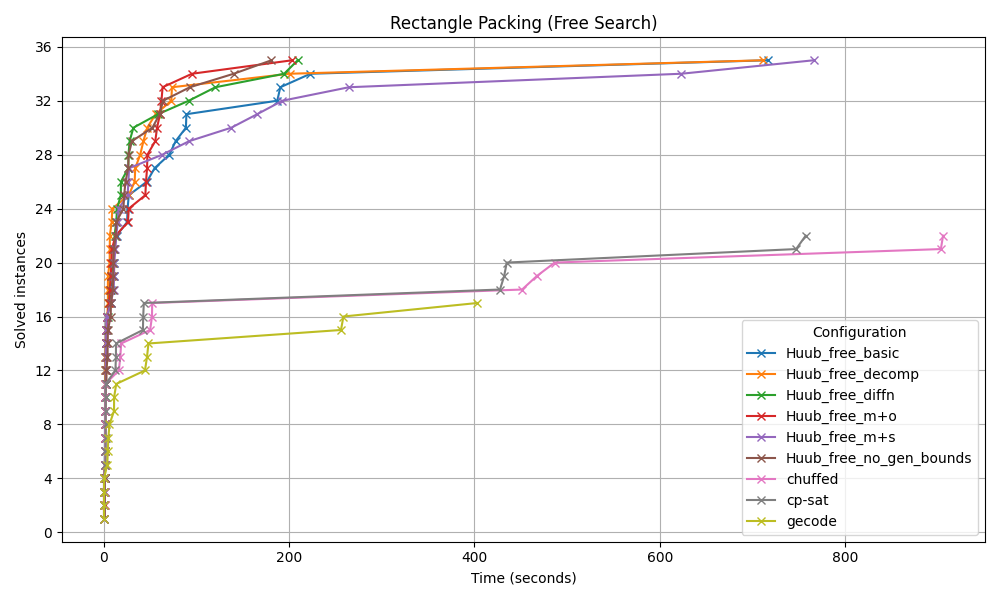 Rectangle Packing (Free Search)
Solved instances
36
32
28
24
20
16
12
8
4
0
0 200 400 600 800
Time (seconds)
Configuration
Huub_free_basic
Huub_free_decomp
Huub_free_diffn
Huub_free_m+o
Huub_free_m+s
Huub_free_no_gen_bounds
chuffed
cp-sat
gecode